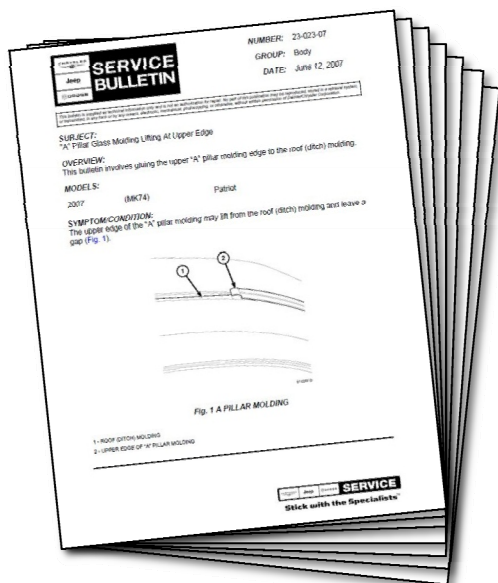 CHRYSLER
Jeep
SERVICE BULLETIN
NUMBER: 23-023-07
GROUP: Body
DATE: June 12, 2007
SUBJECT:
"A" Pillar Glass Molding Lifting At Upper Edge
OVERVIEW:
This bulletin involves gluing the upper "A" pillar molding edge to the roof (ditch) molding.
MODELS:
2007 (MK74) Patriot
SYMPTOM/CONDITION:
The upper edge of the "A" pillar molding may lift from the roof (ditch) molding and leave a
gap (Fig. 1).
1
2
Fig. 1 A PILLAR MOLDING
1 - ROOF (DITCH) MOLDING
2 - UPPER EDGE OF "A" PILLAR MOLDING
Jeep SERVICE
Stick with the Specialists